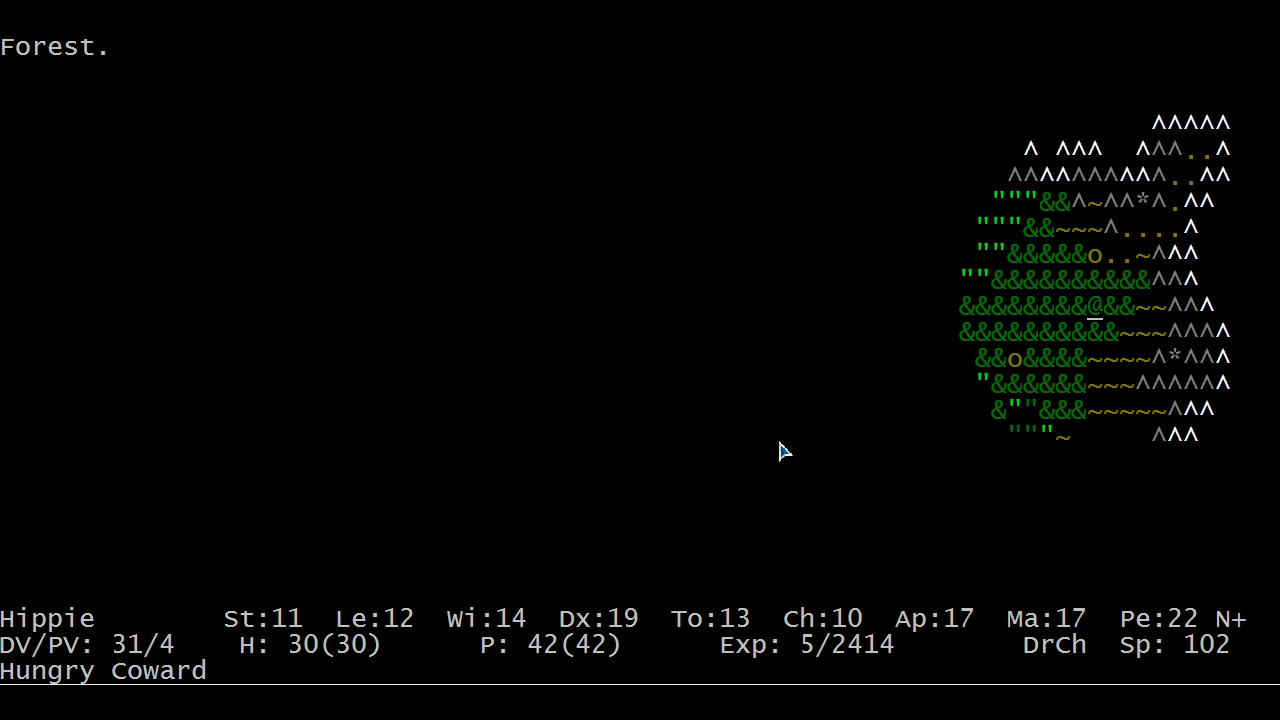 Forest.
^^^^^
^ ^^^  ^^^..^
^^^^^^^^^^..^^
"""&&^~^^*^.^^
"""&&~~~^....^
""&&&&&o..~^^^
""&&&&&&&&&&^^^
&&&&&&&&@&&~~^^^
&&&&&&&&&&~~~^^^^
&&o&&&&~~~~^*^^^
"&&&&&&~~~^^^^^^
&""&&&~~~~~^^^
"""~     ^^^
Hippie St:11 Le:12 Wi:14 Dx:19 To:13 Ch:10 Ap:17 Ma:17 Pe:22 N+
DV/PV: 31/4 H: 30(30) P: 42(42) Exp: 5/2414 DrCh Sp: 102
Hungry Coward